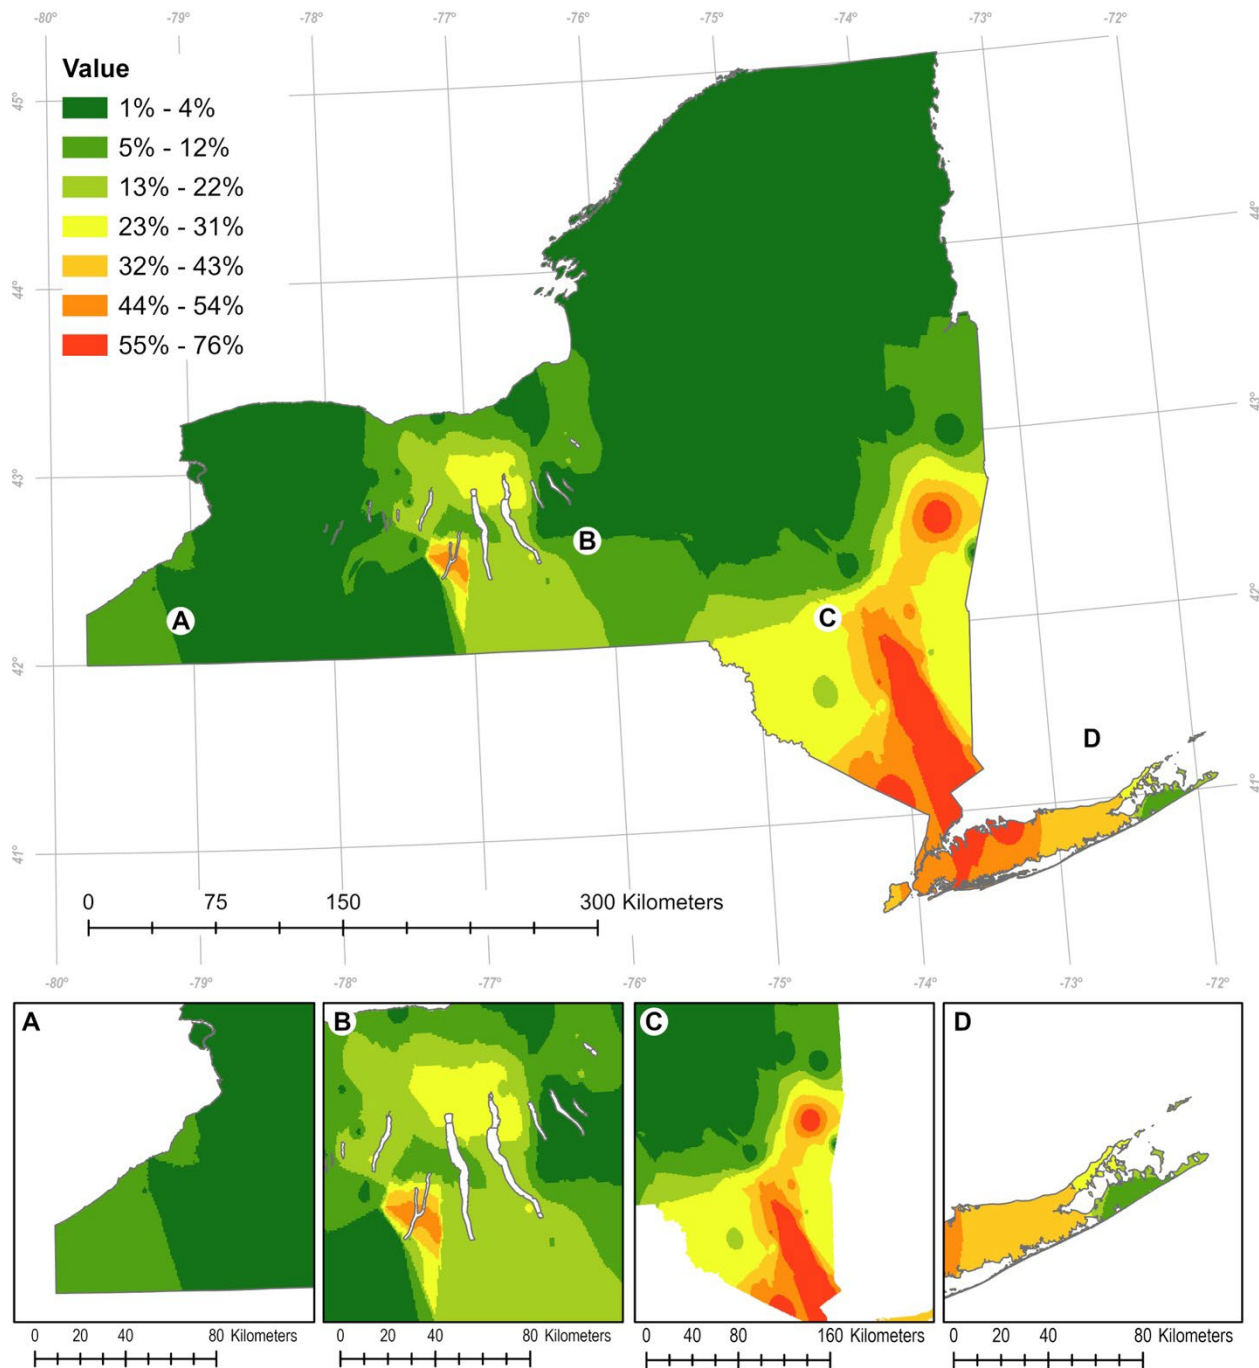 -80° -79° -78° -77° -76° -75° -74° -73° -72°
Value
1% - 4%
5% - 12%
13% - 22%
23% - 31%
32% - 43%
44% - 54%
55% - 76%
45°
44°
43°
42°
41°
44°
43°
42°
41°
A
B
C
D
0 75 150 300 Kilometers
-80° -79° -78° -77° -76° -75° -74° -73° -72°
A
B
C
D
0 20 40 80 Kilometers
0 20 40 80 Kilometers
0 40 80 160 Kilometers
0 20 40 80 Kilometers